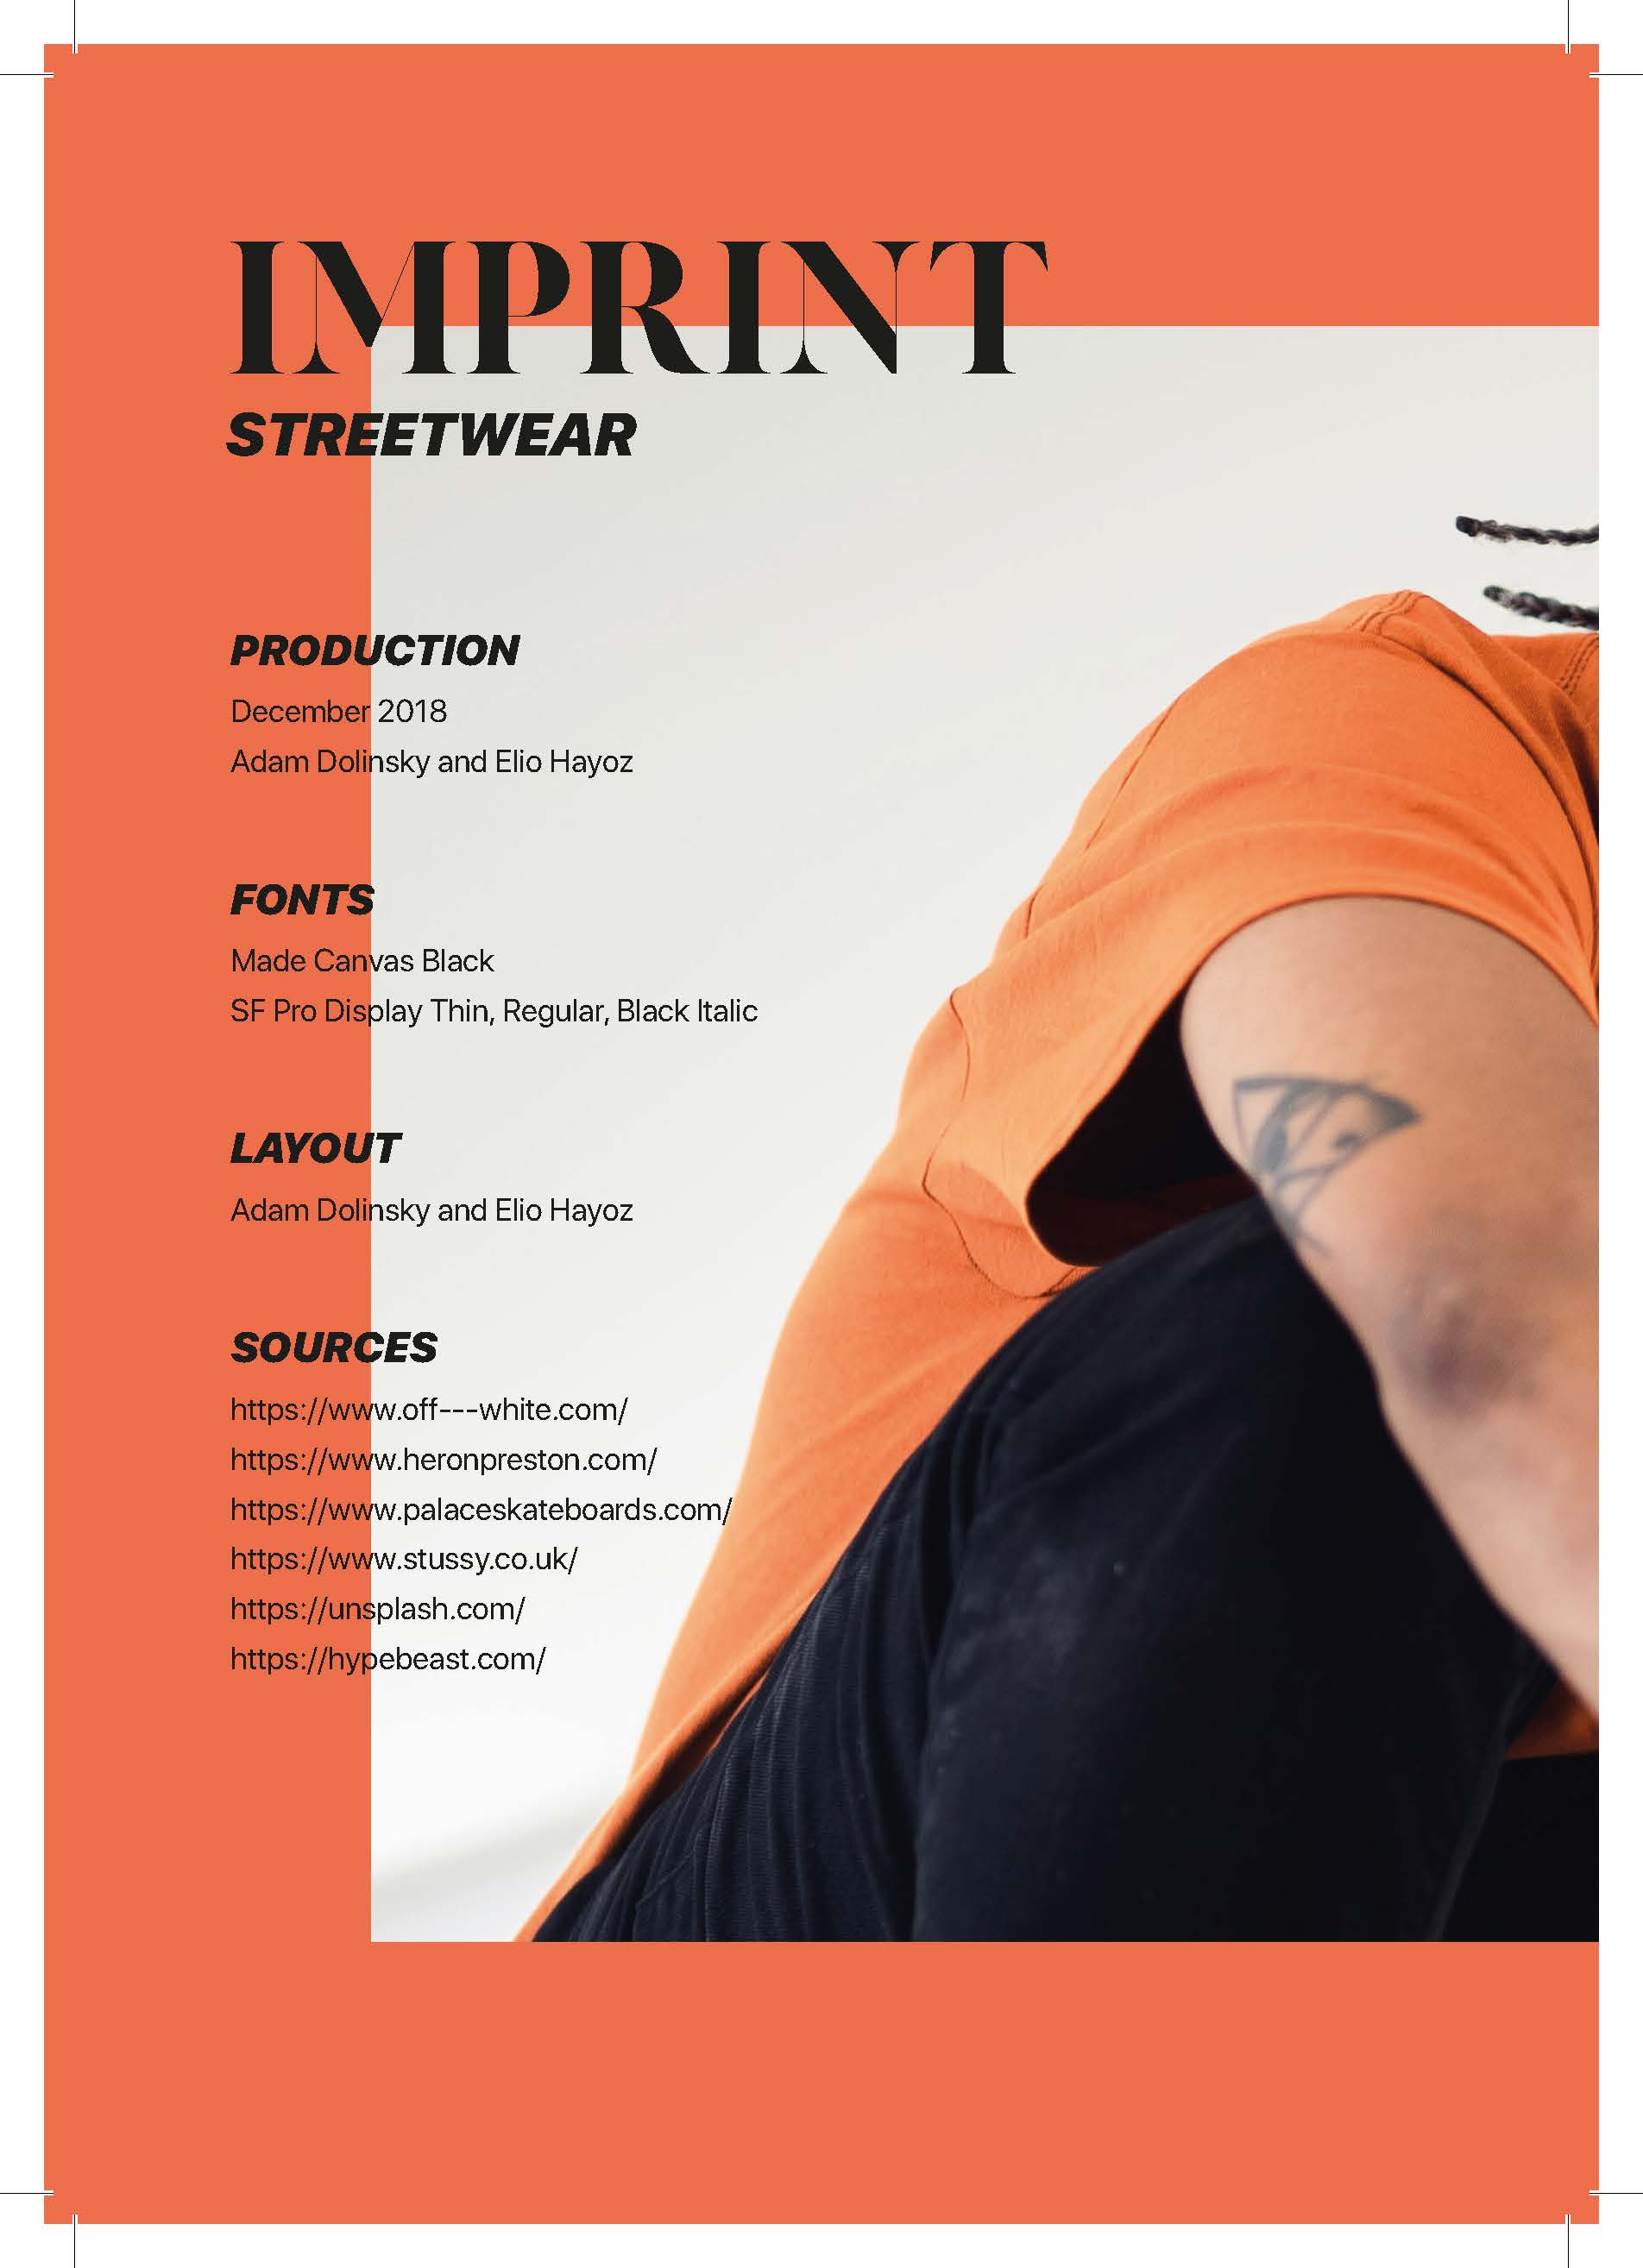 IMPRINT
STREETWEAR
PRODUCTION
December 2018
Adam Dolinsky and Elio Hayoz
FONTS
Made Canvas Black
SF Pro Display Thin, Regular, Black Italic
LAYOUT
Adam Dolinsky and Elio Hayoz
SOURCES
https://www.off---white.com/
https://www.heronpreston.com/
https://www.palaceskateboards.com/
https://www.stussy.co.uk/
https://unsplash.com/
https://hypebeast.com/